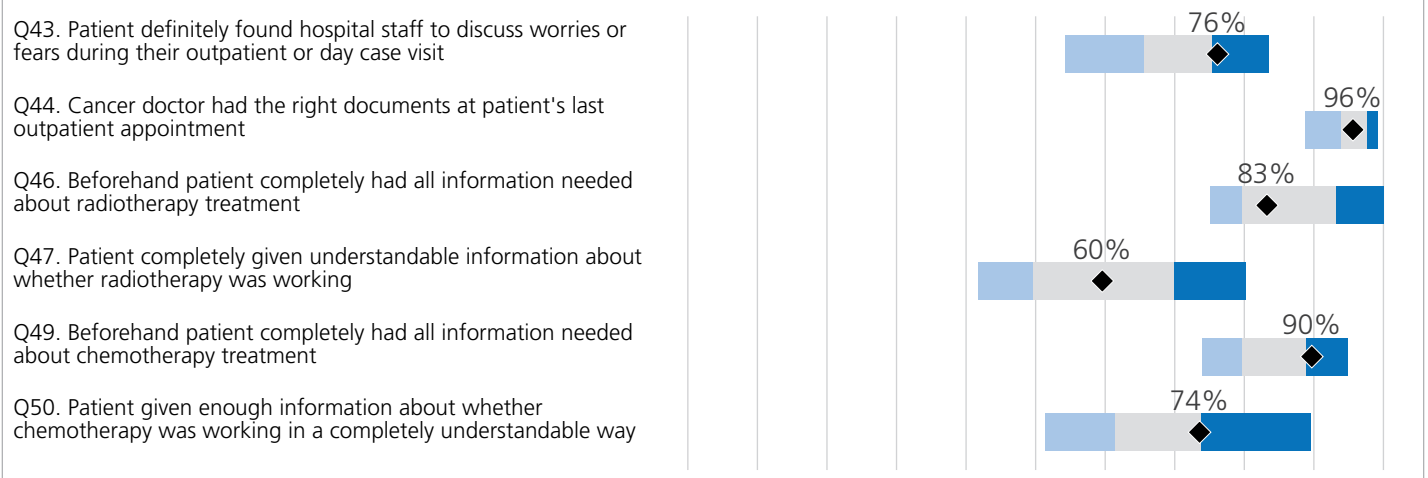 Q43. Patient definitely found hospital staff to discuss worries or
fears during their outpatient or day case visit
76%
Q44. Cancer doctor had the right documents at patient's last
outpatient appointment
96%
Q46. Beforehand patient completely had all information needed
about radiotherapy treatment
83%
Q47. Patient completely given understandable information about
whether radiotherapy was working
60%
Q49. Beforehand patient completely had all information needed
about chemotherapy treatment
90%
Q50. Patient given enough information about whether
chemotherapy was working in a completely understandable way
74%